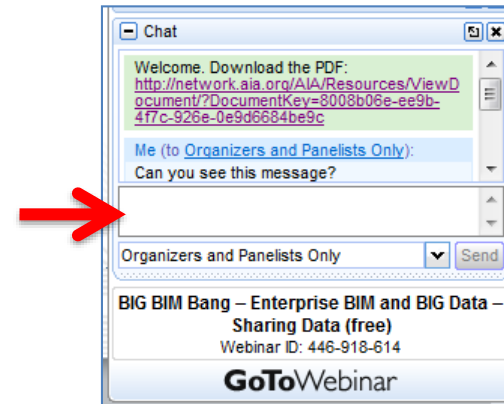 Chat
Welcome. Download the PDF:
http://network.aia.org/AIA/Resources/ViewD
ocument/?DocumentKey=8008b06e-ee9b-
4f7c-926e-0e9d6684be9c
Me (to Organizers and Panelists Only):
Can you see this message?
Organizers and Panelists Only
Send
BIG BIM Bang – Enterprise BIM and BIG Data –
Sharing Data (free)
Webinar ID: 446-918-614
GoToWebinar